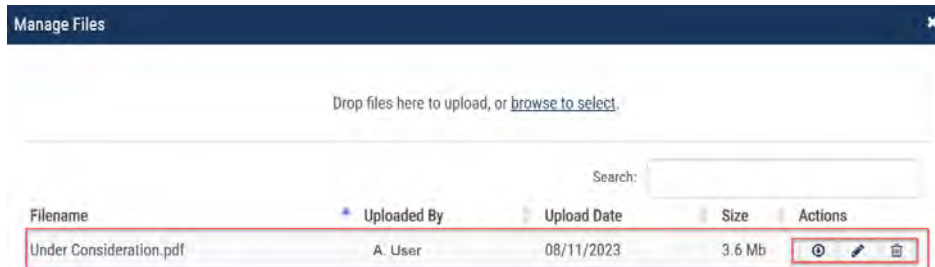 Manage Files
Drop files here to upload, or browse to select.
Search:
Filename Uploaded By Upload Date Size Actions
Under Consideration.pdf A. User 08/11/2023 3.6 Mb